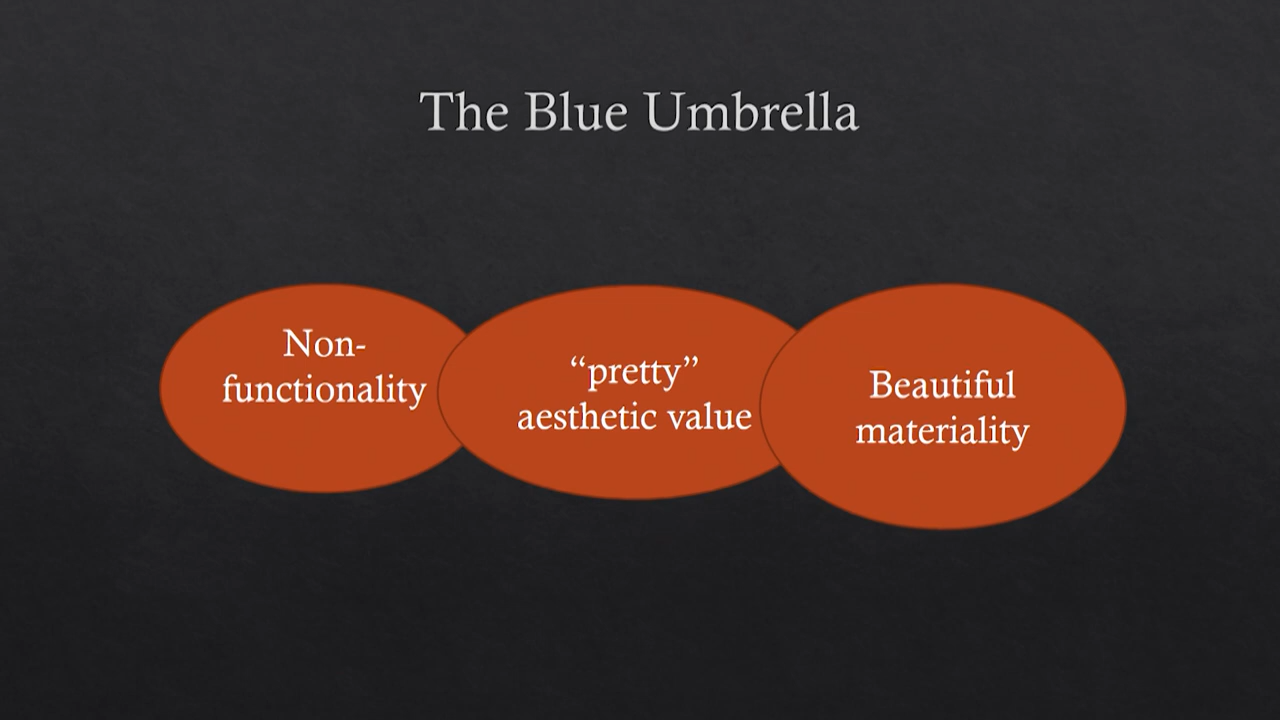 The Blue Umbrella
Non-
functionality
“pretty”
aesthetic value
Beautiful
materiality